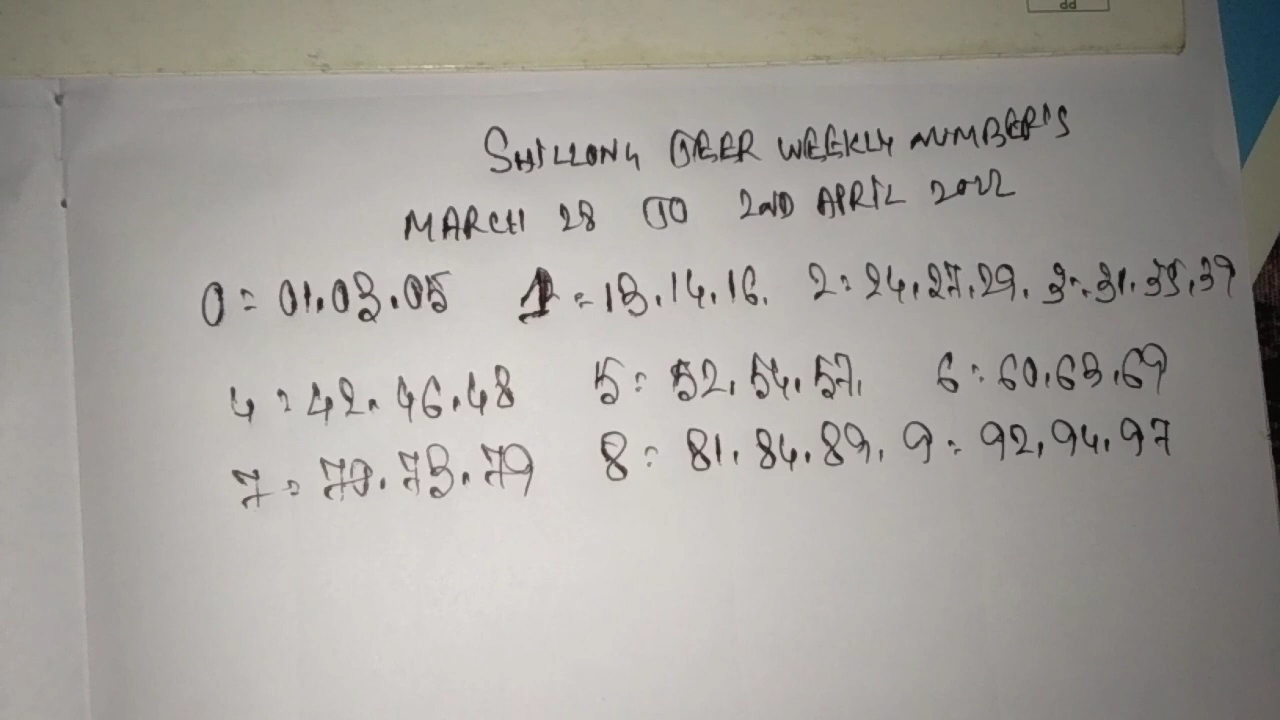 PP
SHILLONG TEER WEEKLY NUMBER'S
MARCH 28 TO 2ND APRIL 2022
0 = 01.03.05 1 = 13.14.16. 2 = 24.27.29. 3 = 31.35.39
4 = 42.46.48 5 = 52.54.57. 6 = 60.63.69
7 = 70.73.79 8 = 81.84.89. 9 = 92.94.97